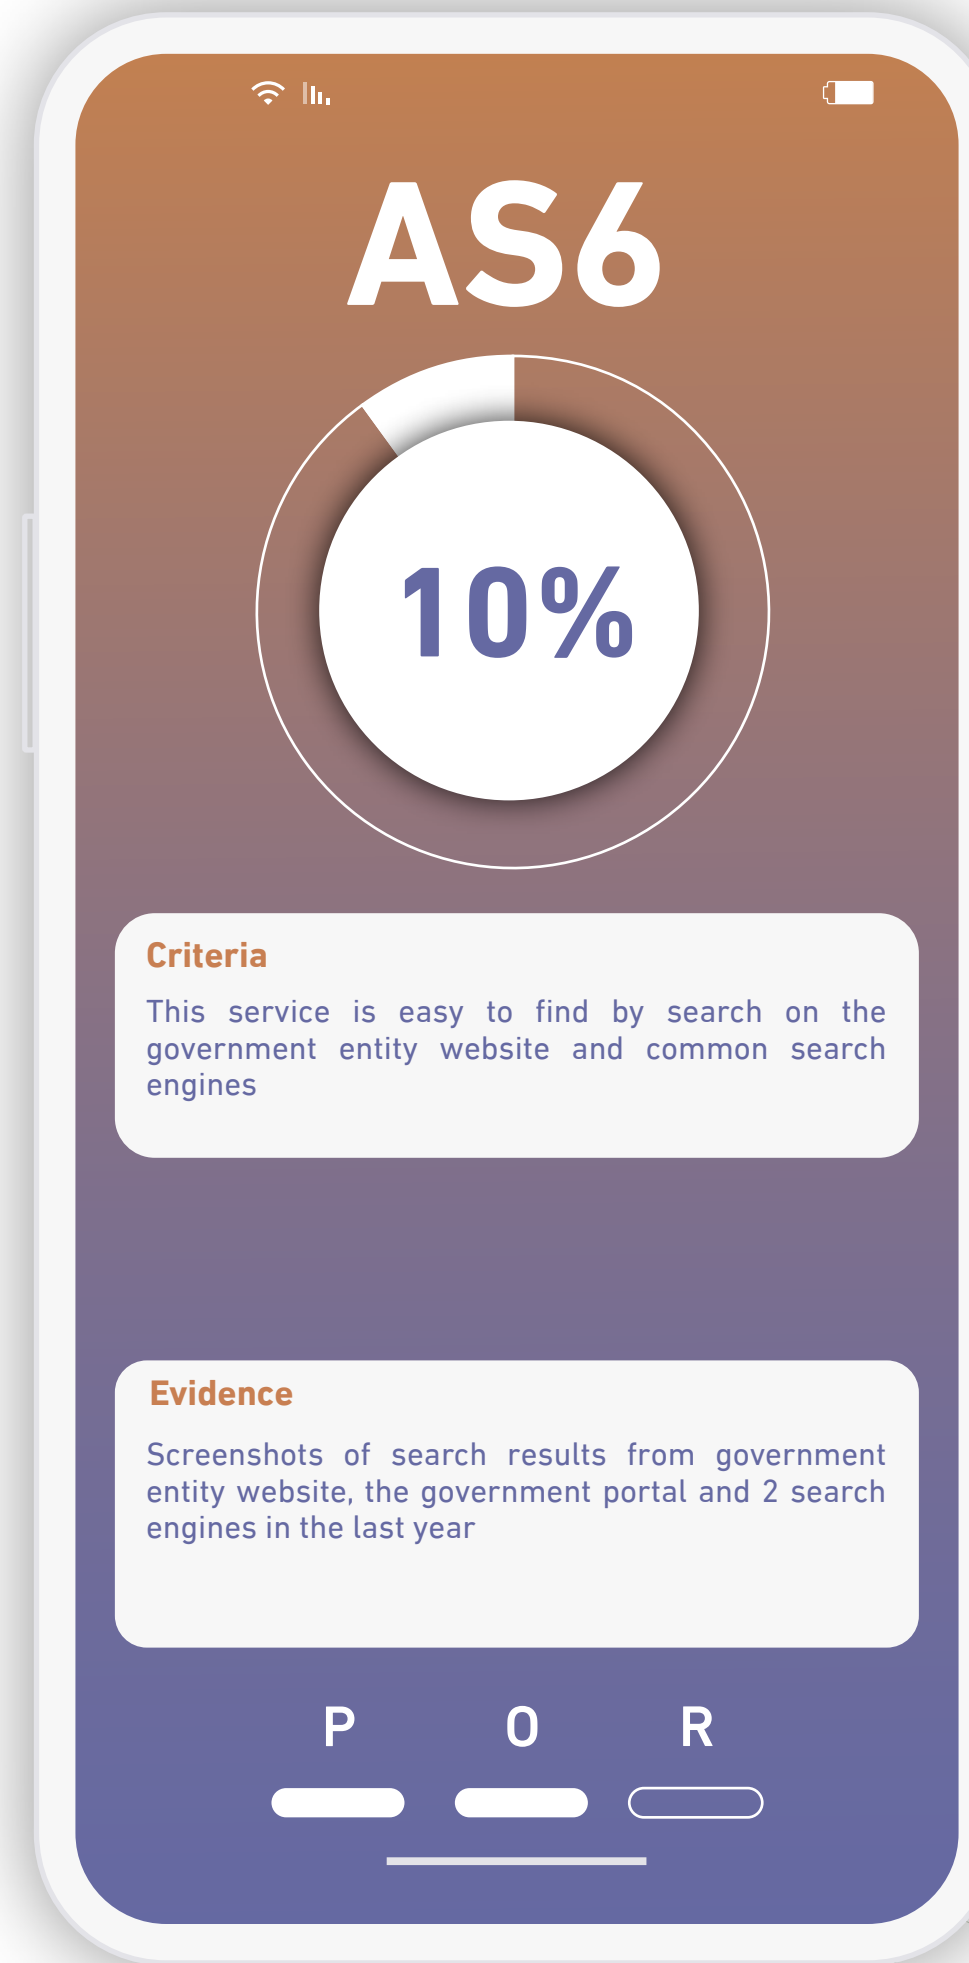 AS6
10%
Criteria
This service is easy to find by search on the
government entity website and common search
engines
Evidence
Screenshots of search results from government
entity website, the government portal and 2 search
engines in the last year
P O R